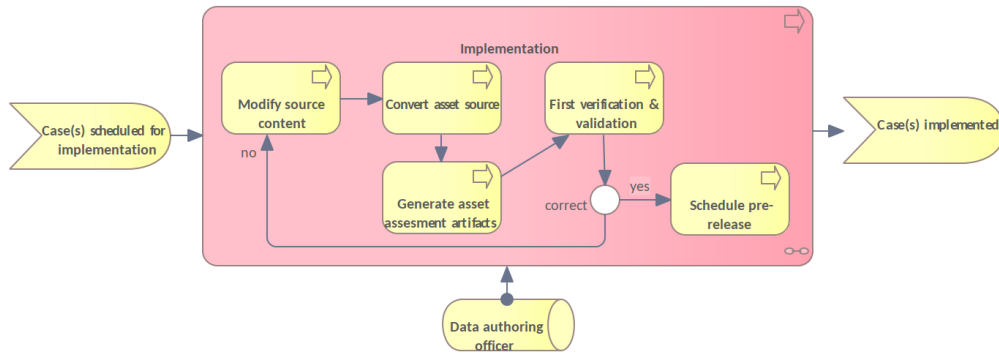 Implementation
Modify source
content
Convert asset source
First verification &
validation
Case(s) scheduled for
implementation
Case(s) implemented
no
Generate asset
assesment artifacts
correct
yes
Schedule pre-
release
Data authoring
officer